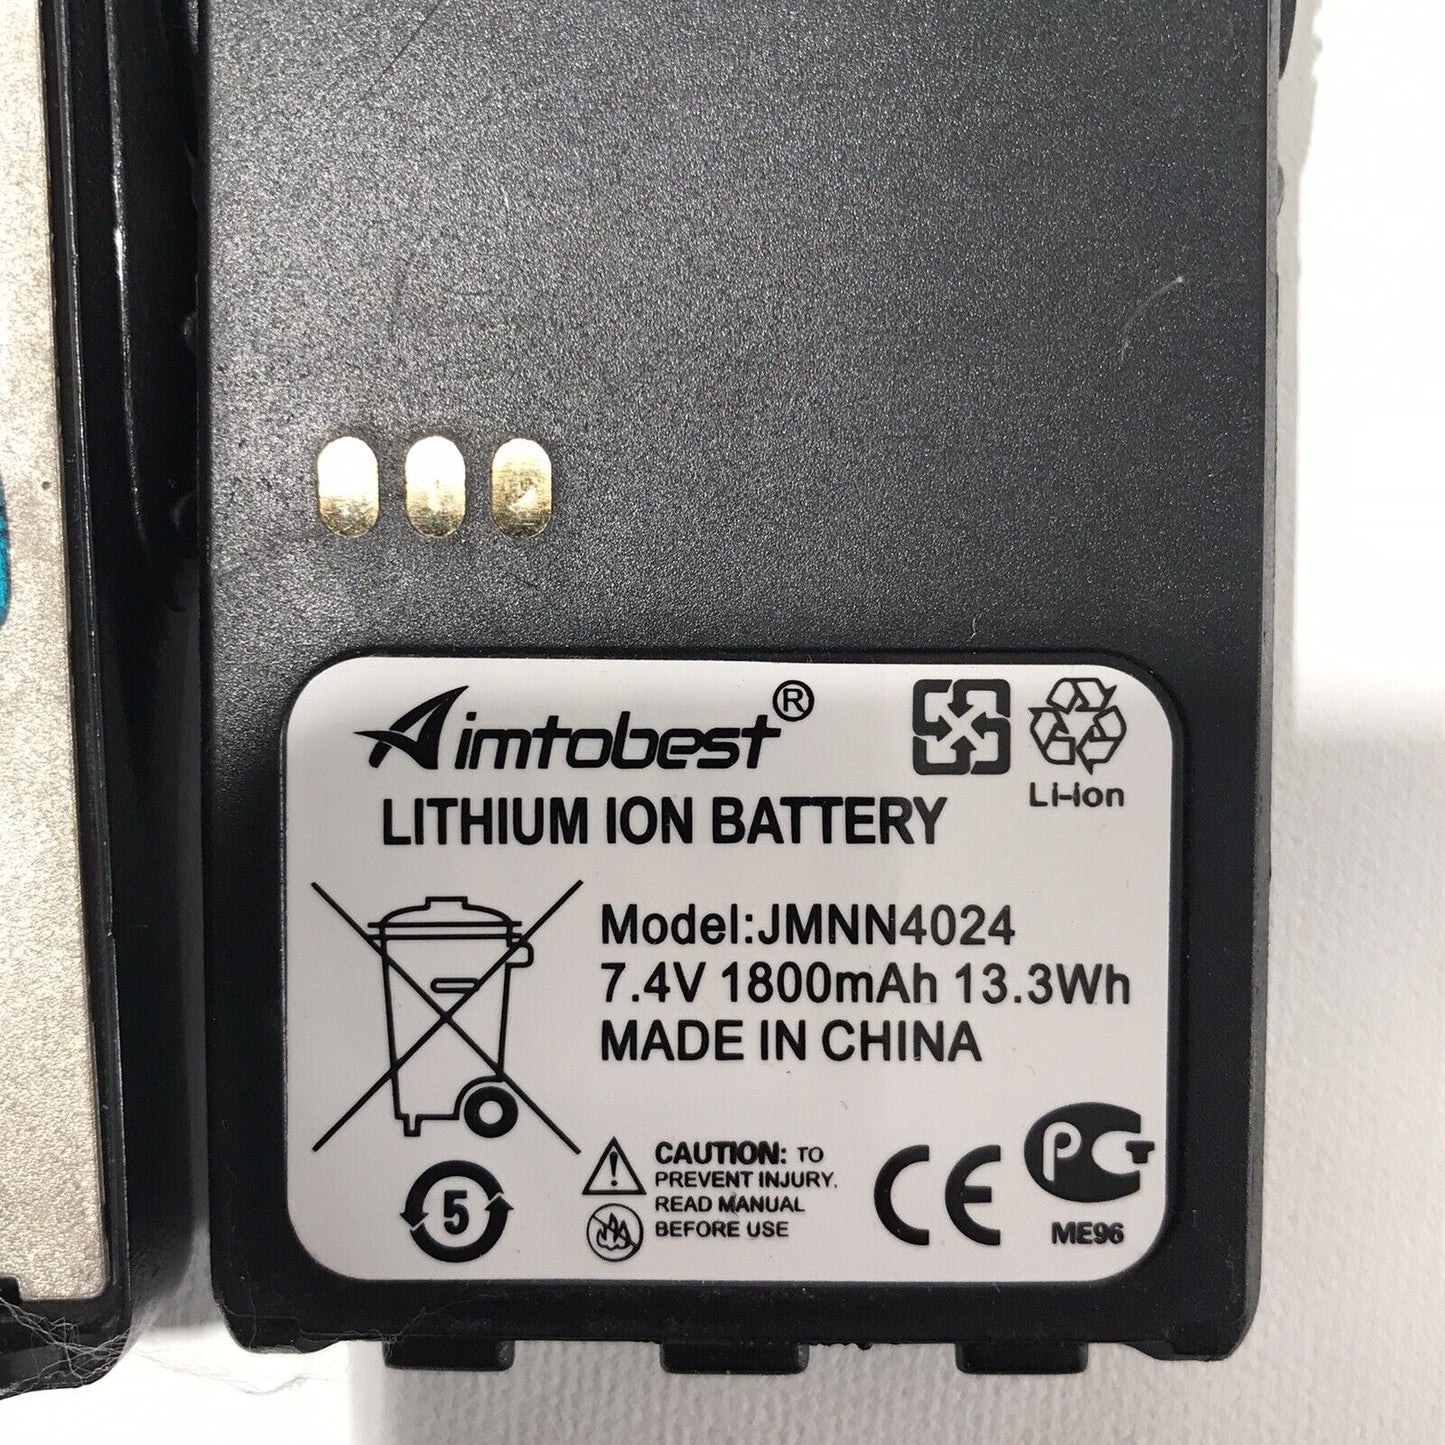 Aimtobest®
Li-ion
LITHIUM ION BATTERY
Model:JMNN4024
7.4V 1800mAh 13.3Wh
MADE IN CHINA
5
CAUTION: TO
PREVENT INJURY,
READ MANUAL
BEFORE USE
CE
PCT
ME96